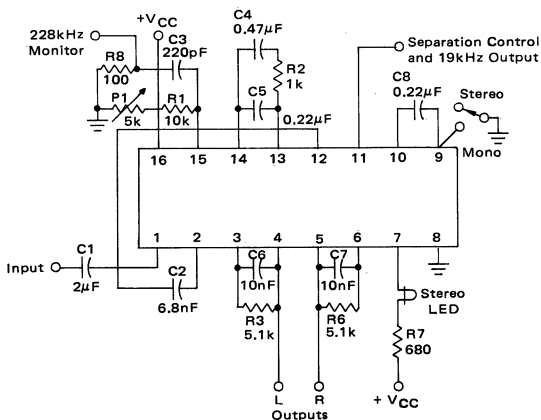 228kHz
Monitor
+VCC
C3
220pF
C4
0.47μF
R8
100
R2
1k
C5
0.22μF
P1
5k
R1
10k
Separation Control
and 19kHz Output
C8
0.22μF
Stereo
Mono
16 15 14 13 12 11 10 9
1 2 3 4 5 6 7 8
Input
C1
2μF
C2
6.8nF
C6
10nF
R3
5.1k
C7
10nF
R6
5.1k
Stereo
LED
R7
680
L R
Outputs
+ VCC